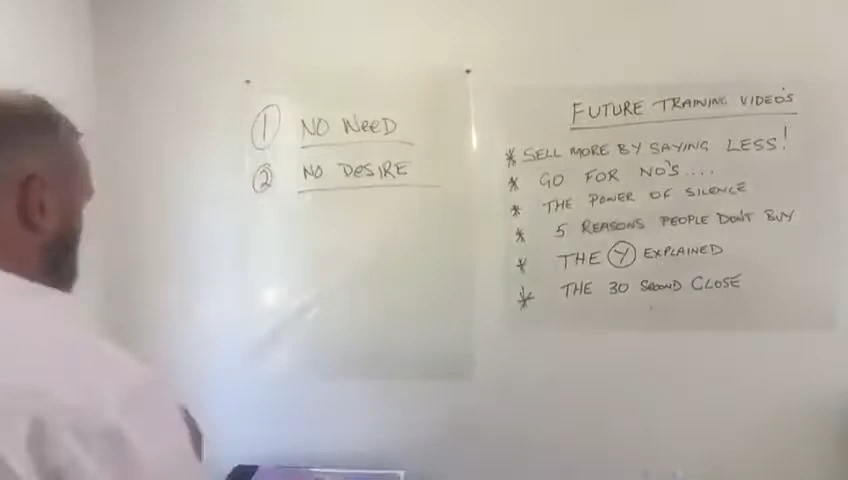 1 NO NEED
2 NO DESIRE
FUTURE TRAINING VIDEO'S
* SELL MORE BY SAYING LESS!
* GO FOR NO'S....
* THE POWER OF SILENCE
* 5 REASONS PEOPLE DON'T BUY
* THE Y EXPLAINED
* THE 30 SECOND CLOSE